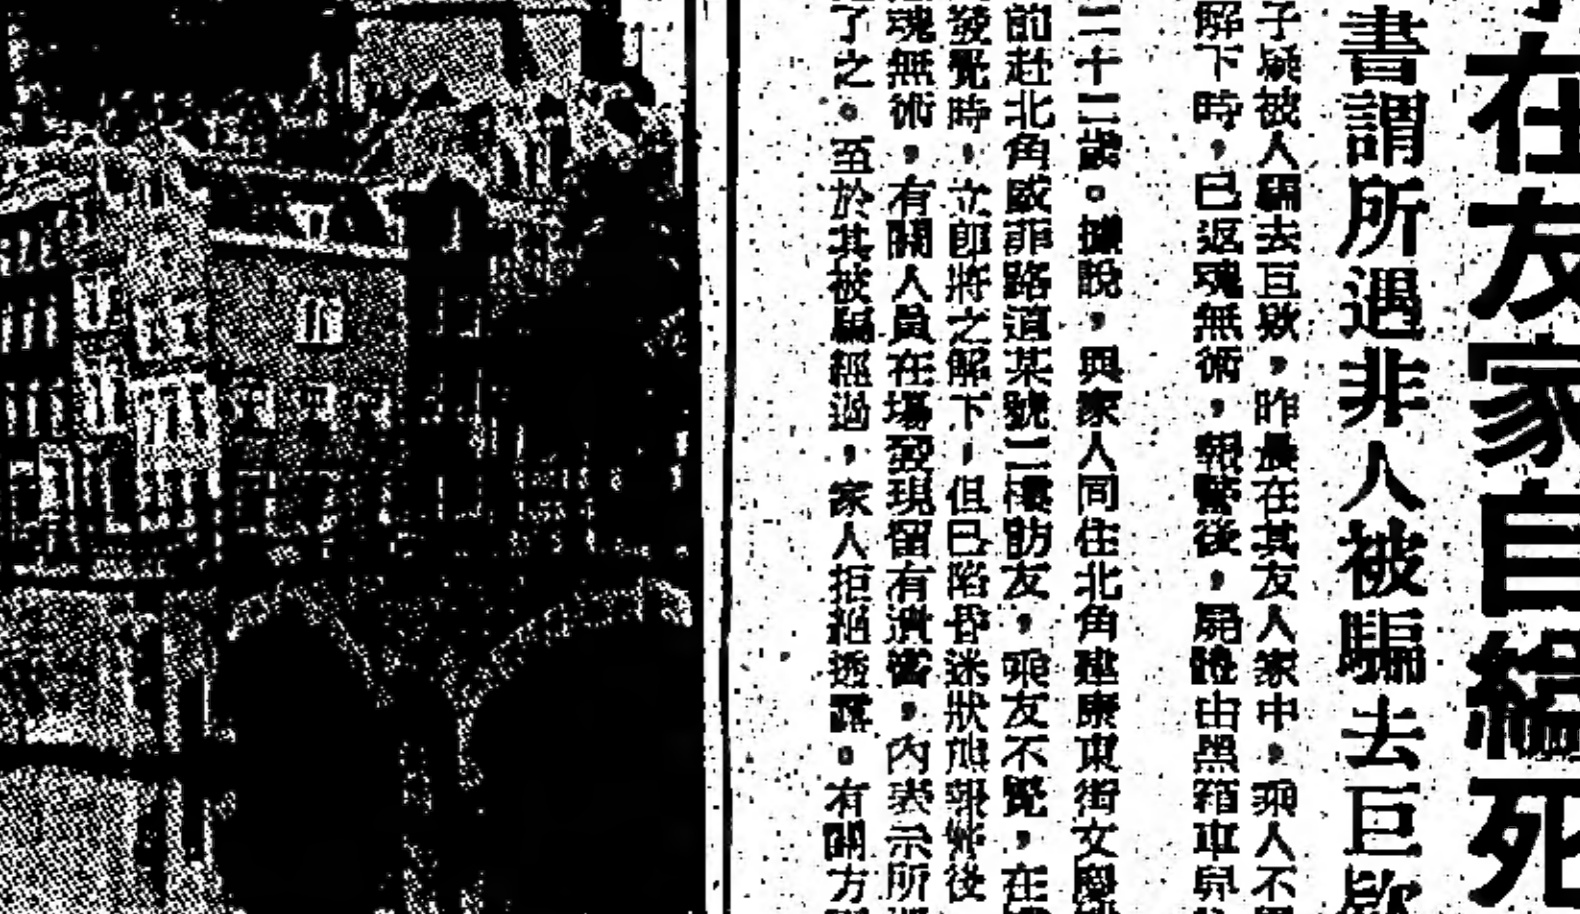 在友家自縊死
書謂所遇非人被騙去巨款
子疑被人騙去巨款，昨晨在其友人家中，乘人不
解下時，已返魂無術，報警後，屍體由黑箱車舁
二十二歲。據說，與家人同住北角建康東街文
前赴北角威菲路道某號二樓訪友，乘友不覺，在
發覺時，立即將之解下，但已陷昏迷狀態報警後
魂無術，有關人員在場發現留有遺書，內表示所
了之。至於其被騙經過，家人拒絕透露。有關方